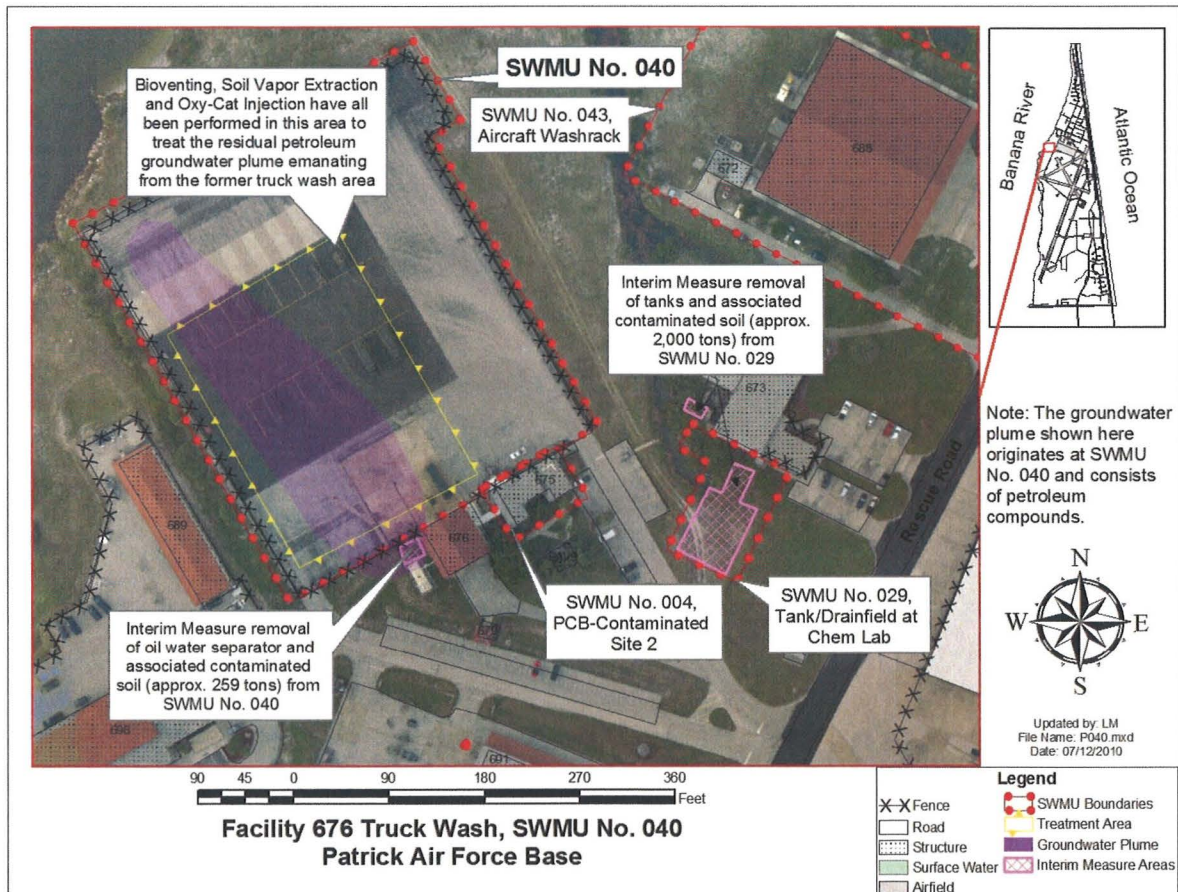 SWMU No. 040
Bioventing, Soil Vapor Extraction
and Oxy-Cat Injection have all
been performed in this area to
treat the residual petroleum
groundwater plume emanating
from the former truck wash area
SWMU No. 043,
Aircraft Washrack
672
688
Interim Measure removal
of tanks and associated
contaminated soil (approx.
2,000 tons) from
SWMU No. 029
673
675
676
689
Rescue Road
SWMU No. 004,
PCB-Contaminated
Site 2
SWMU No. 029,
Tank/Drainfield at
Chem Lab
Interim Measure removal
of oil water separator and
associated contaminated
soil (approx. 259 tons) from
SWMU No. 040
698
691
Banana River
Atlantic Ocean
Note: The groundwater
plume shown here
originates at SWMU
No. 040 and consists
of petroleum
compounds.
N
W
E
S
Updated by: LM
File Name: P040.mxd
Date: 07/12/2010
90 45 0 90 180 270 360
Feet
Facility 676 Truck Wash, SWMU No. 040
Patrick Air Force Base
Legend
Fence
Road
Structure
Surface Water
Airfield
SWMU Boundaries
Treatment Area
Groundwater Plume
Interim Measure Areas